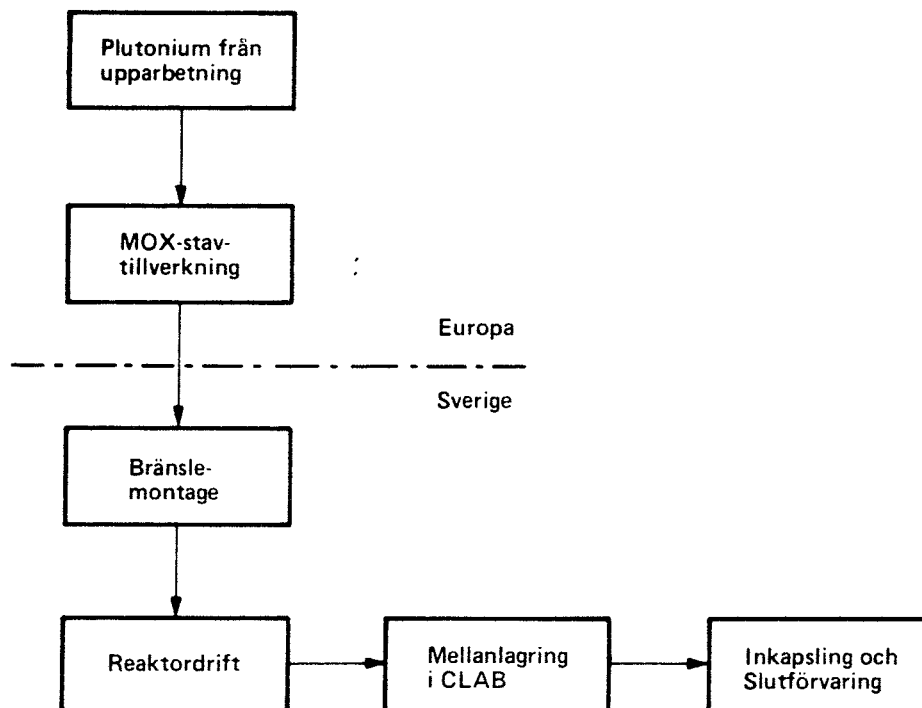 Plutonium från
upparbetning
MOX-stav-
tillverkning
Europa
Sverige
Bränsle-
montage
Reaktordrift
Mellanlagring
i CLAB
Inkapsling och
Slutförvaring